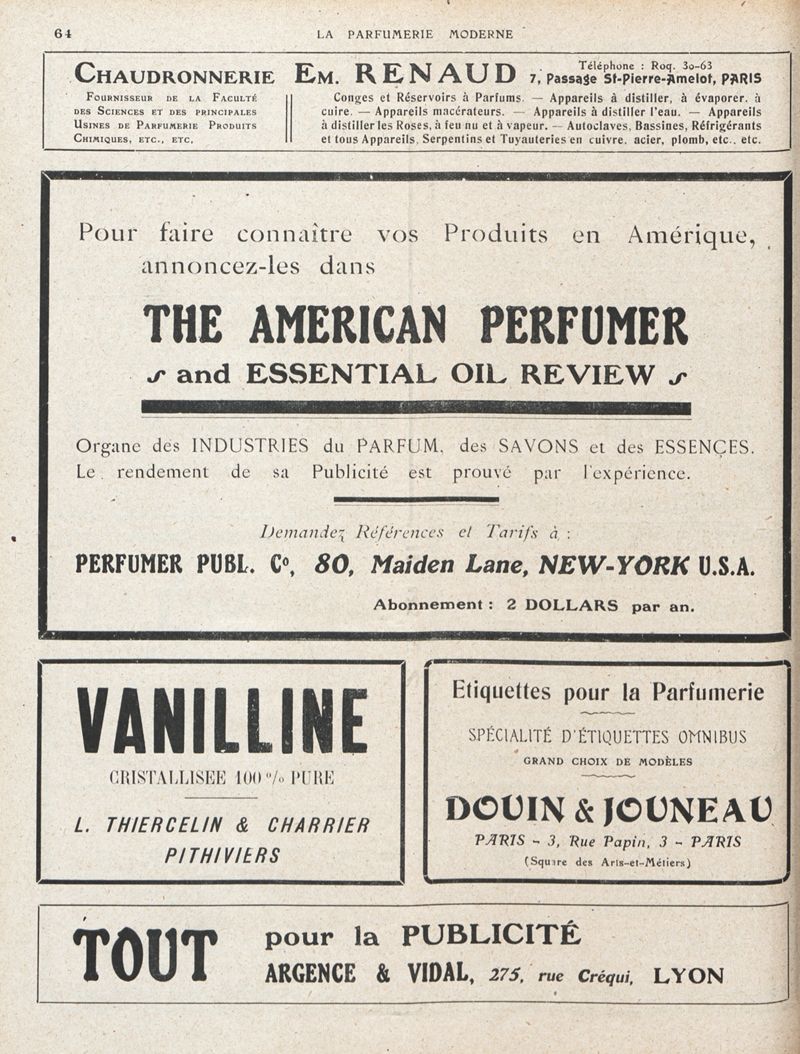 64
LA PARFUMERIE MODERNE
CHAUDRONNERIE EM. RENAUD
Téléphone : Roq. 30-63
7, Passage St-Pierre-Amelot, PARIS
FOURNISSEUR DE LA FACULTÉ
DES SCIENCES ET DES PRINCIPALES
USINES DE PARFUMERIE PRODUITS
CHIMIQUES, ETC., ETC.
Conges et Réservoirs à Parfums. — Appareils à distiller, à évaporer, à
cuire. — Appareils macérateurs. — Appareils à distiller l'eau. — Appareils
à distiller les Roses, à feu nu et à vapeur. — Autoclaves, Bassines, Réfrigérants
et tous Appareils, Serpentins et Tuyauteries en cuivre, acier, plomb, etc., etc.
Pour faire connaître vos Produits en Amérique,
annoncez-les dans
THE AMERICAN PERFUMER
and ESSENTIAL OIL REVIEW
Organe des INDUSTRIES du PARFUM, des SAVONS et des ESSENCES.
Le rendement de sa Publicité est prouvé par l'expérience.
Demandez Références et Tarifs à :
PERFUMER PUBL. Co, 80, Maiden Lane, NEW-YORK U.S.A.
Abonnement : 2 DOLLARS par an.
VANILLINE
CRISTALLISEE 100 % PURE
L. THIERCELIN & CHARRIER
PITHIVIERS
Etiquettes pour la Parfumerie
SPÉCIALITÉ D'ÉTIQUETTES OMNIBUS
GRAND CHOIX DE MODÈLES
DOUIN & JOUNEAU
PARIS - 3, Rue Papin, 3 - PARIS
(Square des Arts-et-Métiers)
TOUT pour la PUBLICITÉ
ARGENCE & VIDAL, 275, rue Créqui, LYON